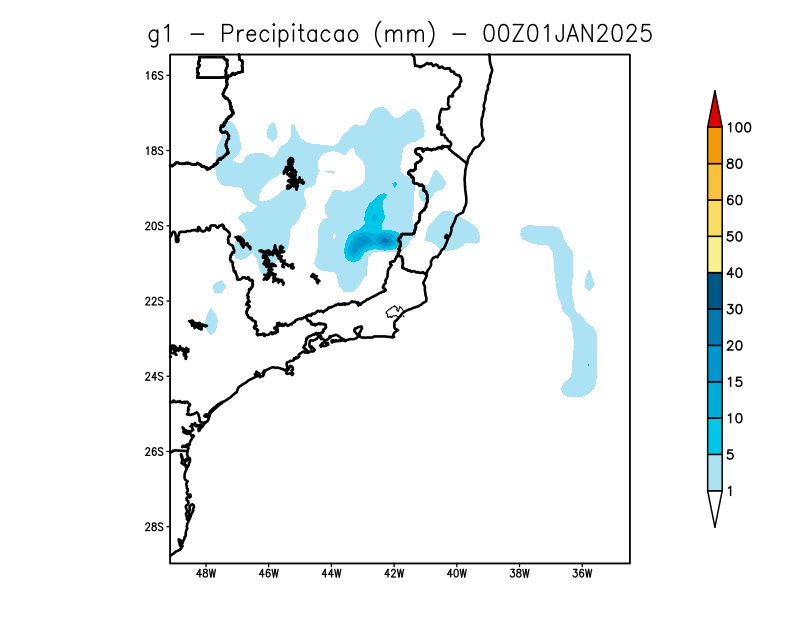 g1 – Precipitacao (mm) – 00Z01JAN2025
16S
18S
20S
22S
24S
26S
28S
48W 46W 44W 42W 40W 38W 36W
100
80
60
50
40
30
20
15
10
5
1